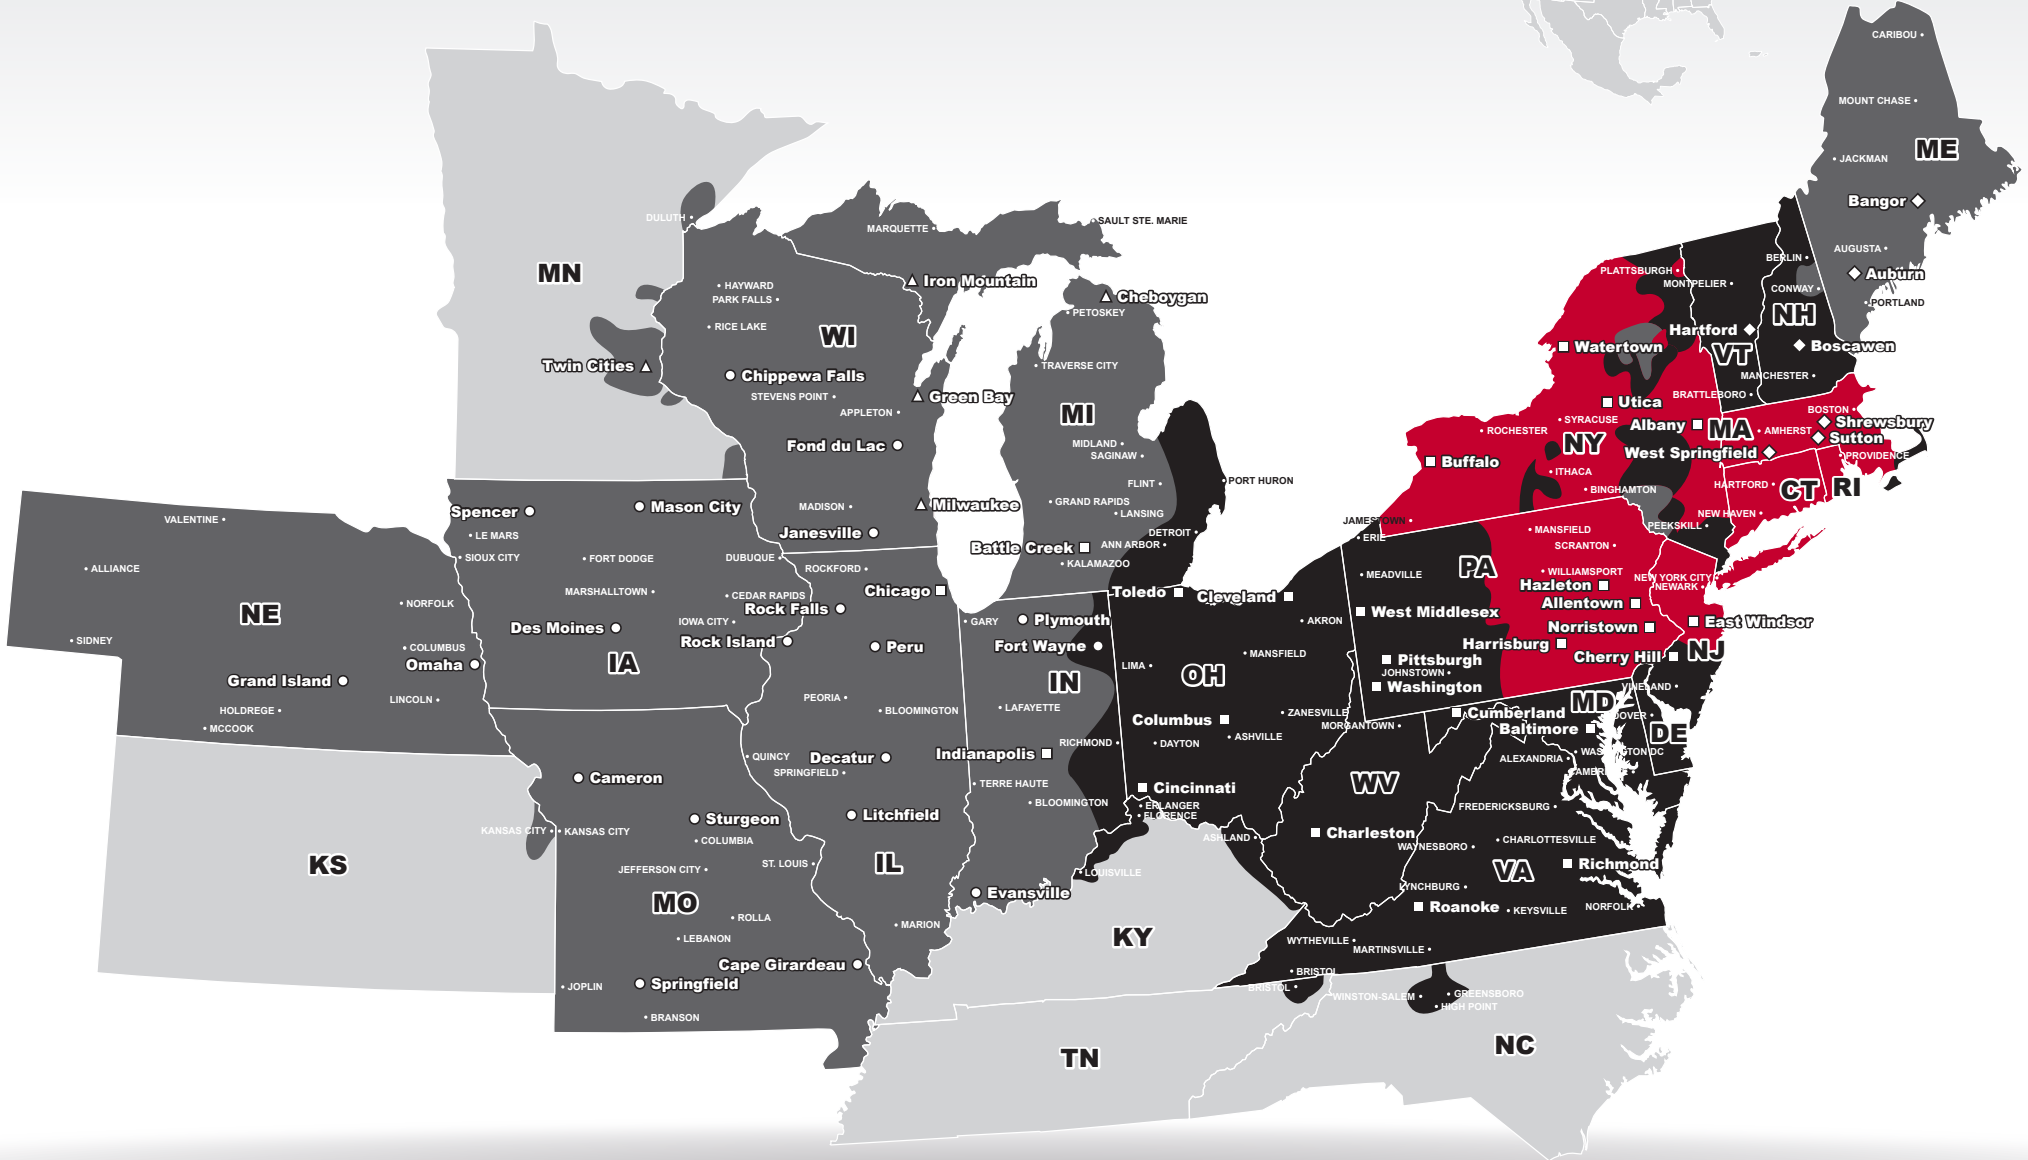 CARIBOU
MOUNT CHASE
ME
JACKMAN
Bangor
DULUTH
MARQUETTE
SAULT STE. MARIE
AUGUSTA
BERLIN
MN
PLATTSBURGH
Auburn
HAYWARD
Iron Mountain
MONTPELIER
CONWAY
PARK FALLS
Cheboygan
PORTLAND
PETOSKEY
NH
RICE LAKE
WI
Hartford
Watertown
VT
Boscawen
Twin Cities
TRAVERSE CITY
Chippewa Falls
MANCHESTER
STEVENS POINT
Green Bay
BRATTLEBORO
APPLETON
MI
Utica
BOSTON
SYRACUSE
Albany
MA
Shrewsbury
ROCHESTER
AMHERST
Sutton
Fond du Lac
MIDLAND
NY
West Springfield
SAGINAW
PROVIDENCE
Buffalo
ITHACA
FLINT
PORT HURON
HARTFORD
CT
RI
BINGHAMTON
Mason City
MADISON
Milwaukee
GRAND RAPIDS
Spencer
LANSING
NEW HAVEN
VALENTINE
JAMESTOWN
PEEKSKILL
LE MARS
Janesville
DETROIT
ERIE
MANSFIELD
Battle Creek
ANN ARBOR
SCRANTON
SIOUX CITY
FORT DODGE
DUBUQUE
KALAMAZOO
ALLIANCE
ROCKFORD
MEADVILLE
PA
WILLIAMSPORT
NEW YORK CITY
MARSHALLTOWN
CEDAR RAPIDS
Chicago
Toledo
Cleveland
Hazleton
NEWARK
NORFOLK
Rock Falls
West Middlesex
Allentown
NE
IOWA CITY
GARY
Plymouth
AKRON
East Windsor
Des Moines
Norristown
SIDNEY
Rock Island
Peru
Fort Wayne
Harrisburg
NJ
COLUMBUS
MANSFIELD
Cherry Hill
Omaha
IA
LIMA
OH
Pittsburgh
JOHNSTOWN
Grand Island
IN
Washington
VINELAND
LINCOLN
PEORIA
MD
HOLDREGE
BLOOMINGTON
LAFAYETTE
ZANESVILLE
Cumberland
DOVER
MCCOOK
Columbus
MORGANTOWN
Baltimore
DE
RICHMOND
DAYTON
ASHVILLE
Indianapolis
WASHINGTON DC
QUINCY
Decatur
ALEXANDRIA
SPRINGFIELD
Cameron
TERRE HAUTE
WV
Cincinnati
BLOOMINGTON
ERLANGER
FREDERICKSBURG
Sturgeon
Litchfield
FLORENCE
KANSAS CITY
KANSAS CITY
ASHLAND
Charleston
COLUMBIA
CHARLOTTESVILLE
WAYNESBORO
KS
IL
ST. LOUIS
Richmond
JEFFERSON CITY
LOUISVILLE
VA
LYNCHBURG
Evansville
MO
Roanoke
KEYSVILLE
NORFOLK
ROLLA
MARION
LEBANON
KY
WYTHEVILLE
MARTINSVILLE
Cape Girardeau
BRISTOL
Springfield
JOPLIN
BRISTOL
WINSTON-SALEM
GREENSBORO
HIGH POINT
BRANSON
TN
NC